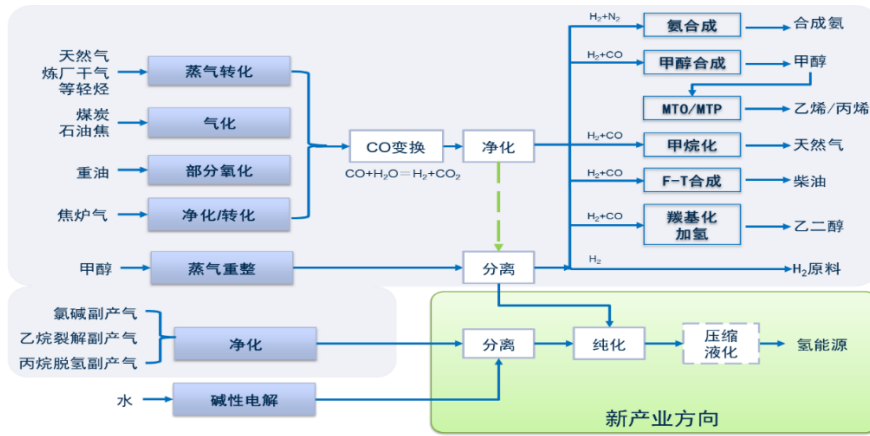 天然气
炼厂干气
等轻烃
蒸气转化
煤炭
石油焦
气化
重油
部分氧化
焦炉气
净化/转化
甲醇
蒸气重整
CO变换
CO+H₂O＝H₂+CO₂
净化
分离
H₂+N₂
氨合成
合成氨
H₂+CO
甲醇合成
甲醇
MTO/MTP
乙烯/丙烯
H₂+CO
甲烷化
天然气
H₂+CO
F-T合成
柴油
H₂+CO
羰基化
加氢
乙二醇
H₂
H₂原料
氯碱副产气
乙烷裂解副产气
丙烷脱氢副产气
净化
水
碱性电解
分离
纯化
压缩
液化
氢能源
新产业方向